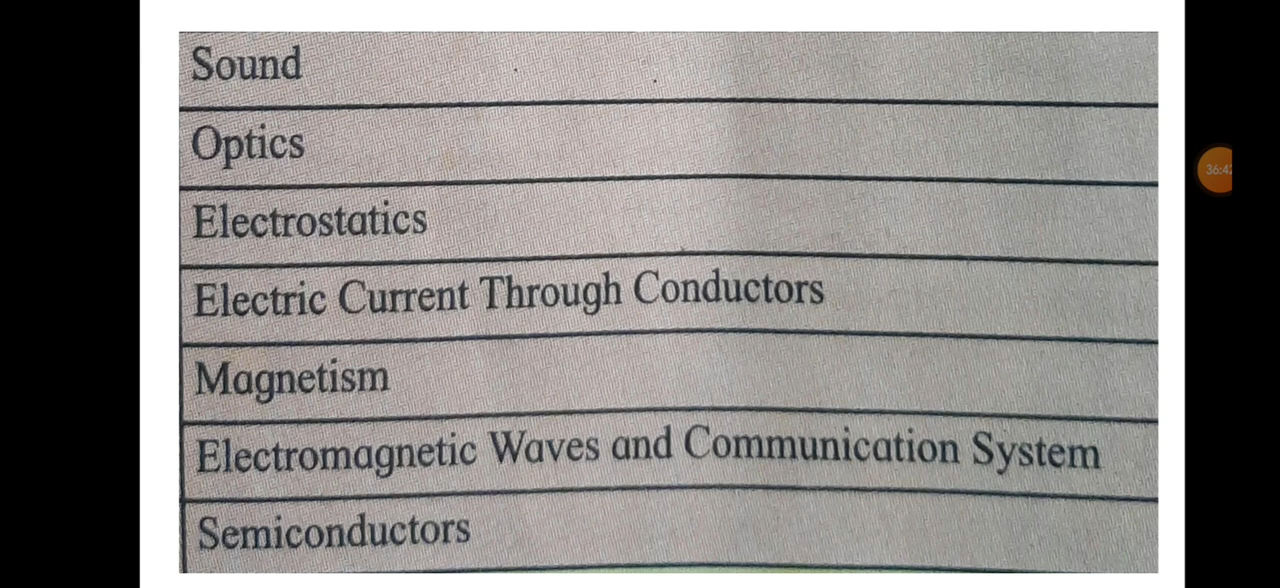 Sound
Optics
Electrostatics
Electric Current Through Conductors
Magnetism
Electromagnetic Waves and Communication System
Semiconductors